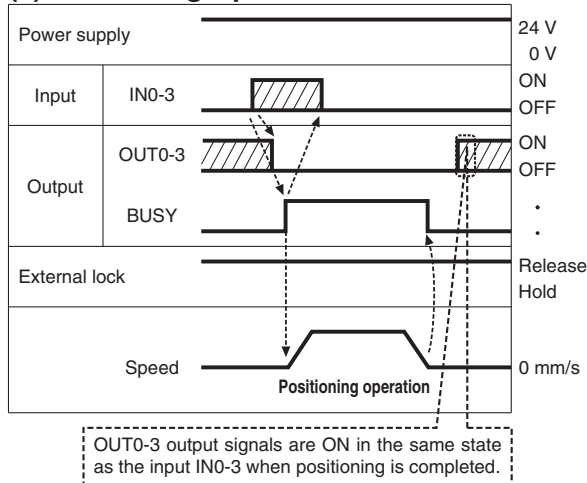 Power supply
24 V
0 V
Input
IN0-3
ON
OFF
Output
OUT0-3
ON
OFF
BUSY
External lock
Release
Hold
Speed
0 mm/s
Positioning operation
OUT0-3 output signals are ON in the same state
as the input IN0-3 when positioning is completed.